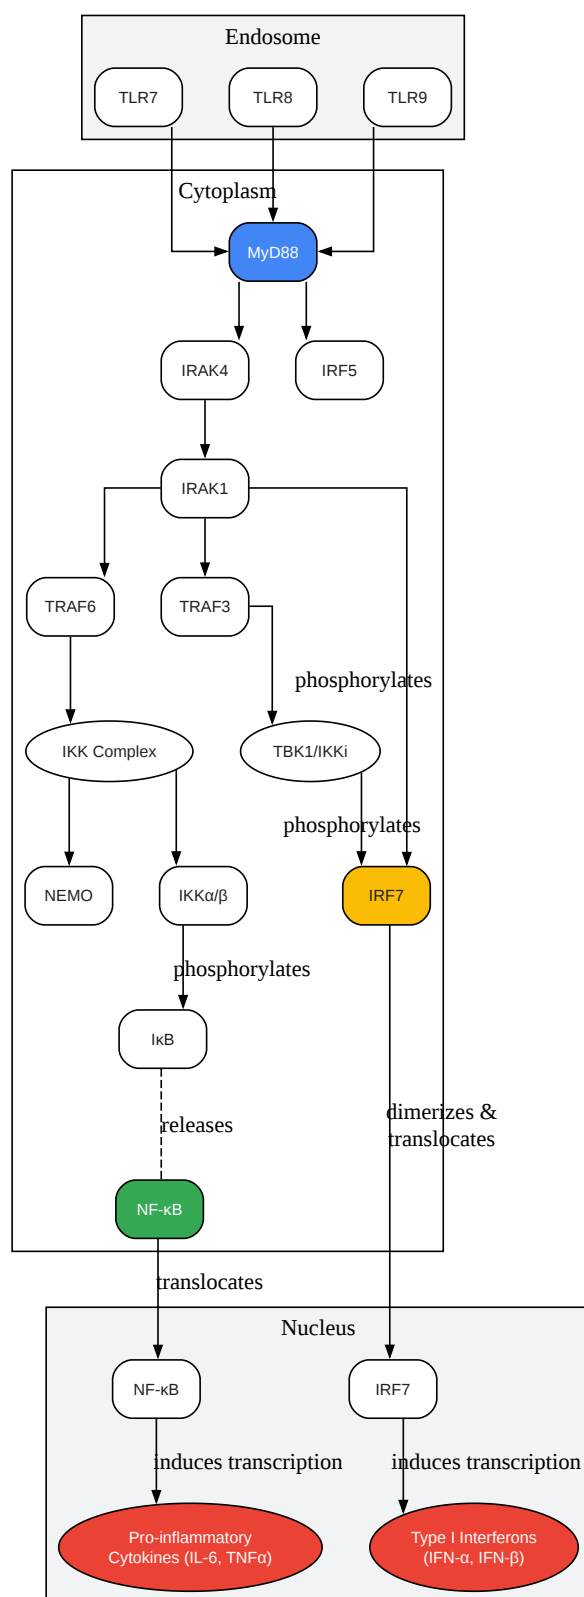 Endosome
TLR7
TLR8
TLR9
Cytoplasm
MyD88
IRAK4
IRF5
IRAK1
TRAF6
TRAF3
phosphorylates
IKK Complex
TBK1/IKKi
phosphorylates
NEMO
IKKα/β
IRF7
phosphorylates
IκB
releases
dimerizes &
translocates
NF-κB
translocates
Nucleus
NF-κB
IRF7
induces transcription
induces transcription
Pro-inflammatory
Cytokines (IL-6, TNFα)
Type I Interferons
(IFN-α, IFN-β)